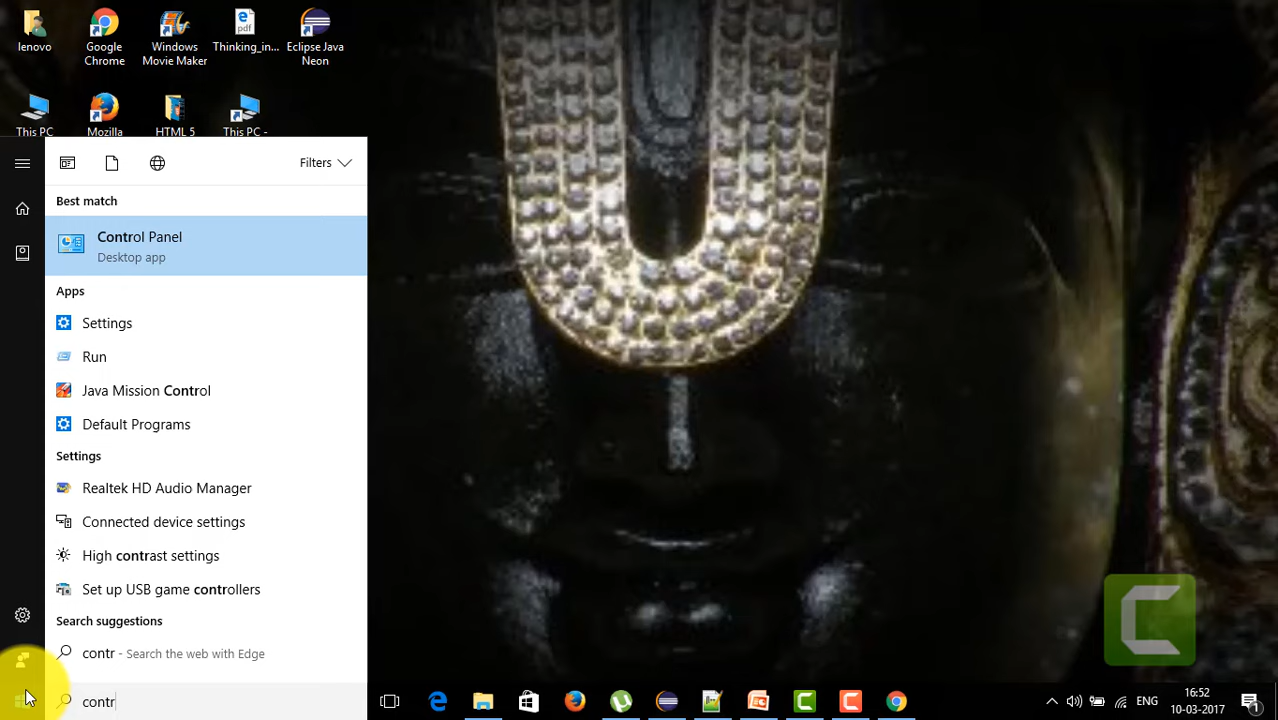 lenovo
Google
Chrome
Windows
Movie Maker
pdf
Thinking_in...
Eclipse Java
Neon
This PC
Mozilla
HTML 5
This PC -
Filters
Best match
Control Panel
Desktop app
Apps
Settings
Run
Java Mission Control
Default Programs
Settings
Realtek HD Audio Manager
Connected device settings
High contrast settings
Set up USB game controllers
Search suggestions
contr - Search the web with Edge
contr
ENG
16:52
10-03-2017
1